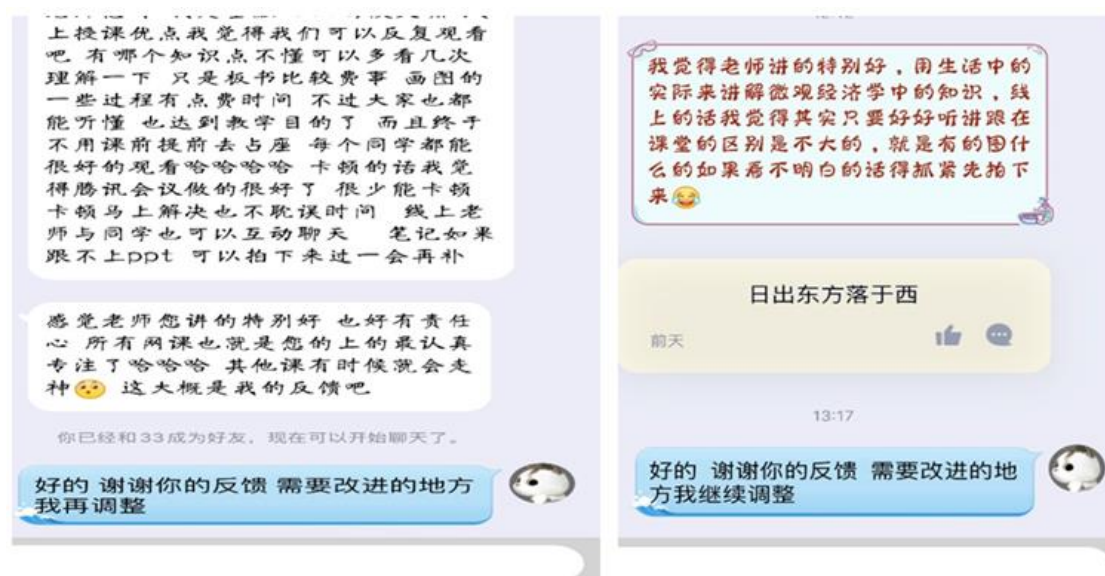 上授课优点我觉得我们可以反复观看
吧 有哪个知识点不懂可以多看几次
理解一下 只是板书比较费事 画图的
一些过程有点费时间 不过大家也都
能听懂 也达到教学目的了 而且终于
不用课前提前去占座 每个同学都能
很好的观看哈哈哈哈 卡顿的话我觉
得腾讯会议做的很好了 很少能卡顿
卡顿马上解决也不耽误时间 线上老
师与同学也可以互动聊天 笔记如果
跟不上ppt 可以拍下来过一会再补
感觉老师您讲的特别好 也好有责任
心 所有网课也就是您的上的最认真
专注了哈哈哈 其他课有时候就会走
神 这大概是我的反馈吧
你已经和33成为好友，现在可以开始聊天了。
好的 谢谢你的反馈 需要改进的地方
我再调整
我觉得老师讲的特别好，用生活中的
实际来讲解微观经济学中的知识，线
上的话我觉得其实只要好好听讲跟在
课堂的区别是不大的，就是有的图什
么的如果看不明白的话得抓紧先拍下
来
日出东方落于西
前天
13:17
好的 谢谢你的反馈 需要改进的地
方我继续调整